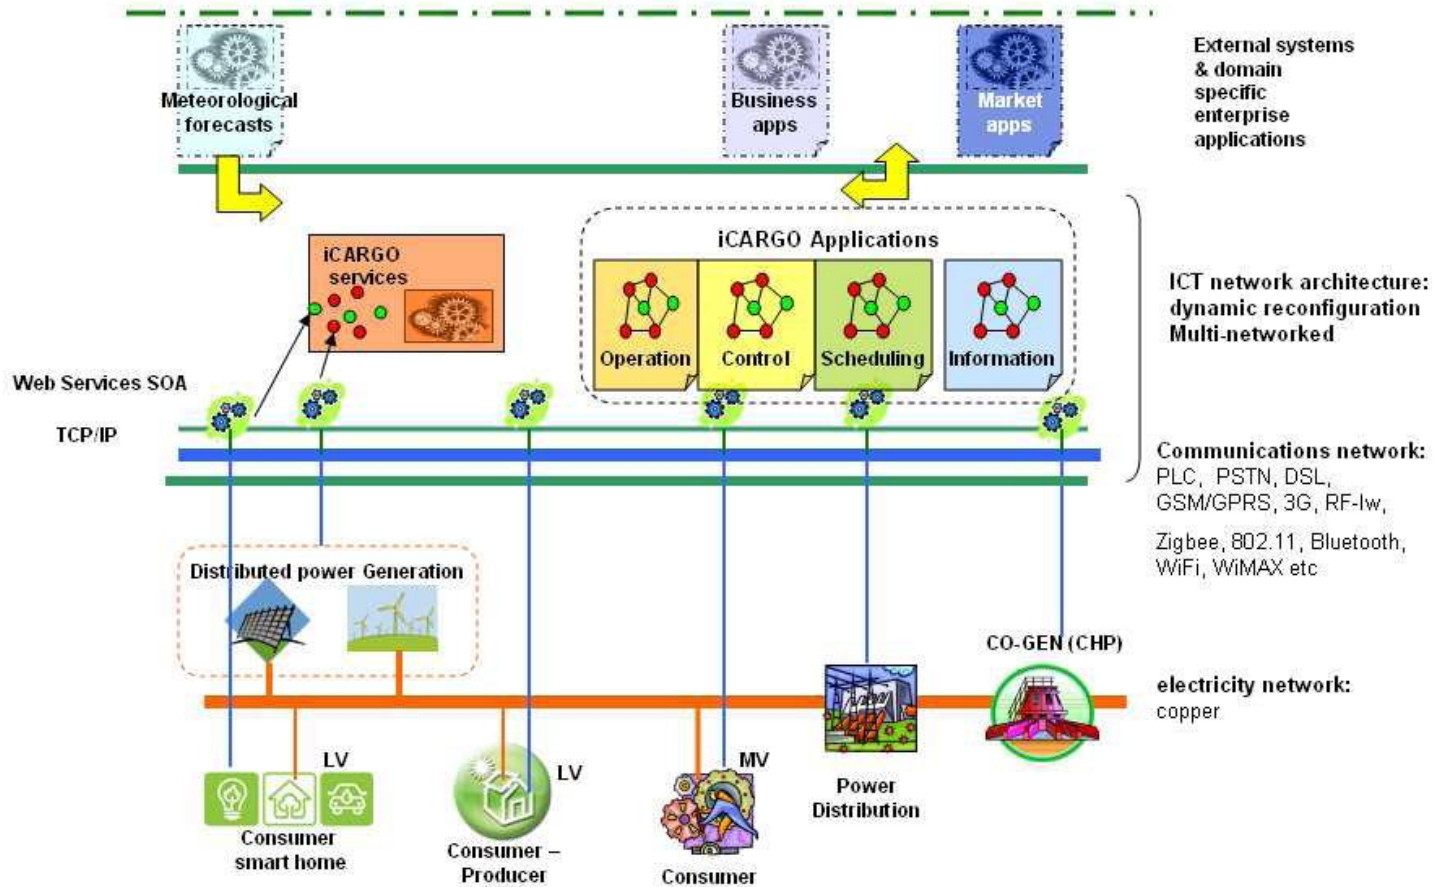 Meteorological
forecasts
Business
apps
Market
apps
External systems
& domain
specific
enterprise
applications
iCARGO
services
iCARGO Applications
Operation
Control
Scheduling
Information
ICT network architecture:
dynamic reconfiguration
Multi-networked
Web Services SOA
TCP/IP
Communications network:
PLC, PSTN, DSL,
GSM/GPRS, 3G, RF-lw,
Zigbee, 802.11, Bluetooth,
WiFi, WiMAX etc
Distributed power Generation
CO-GEN (CHP)
electricity network:
copper
LV
Consumer
smart home
LV
Consumer –
Producer
MV
Consumer
Power
Distribution